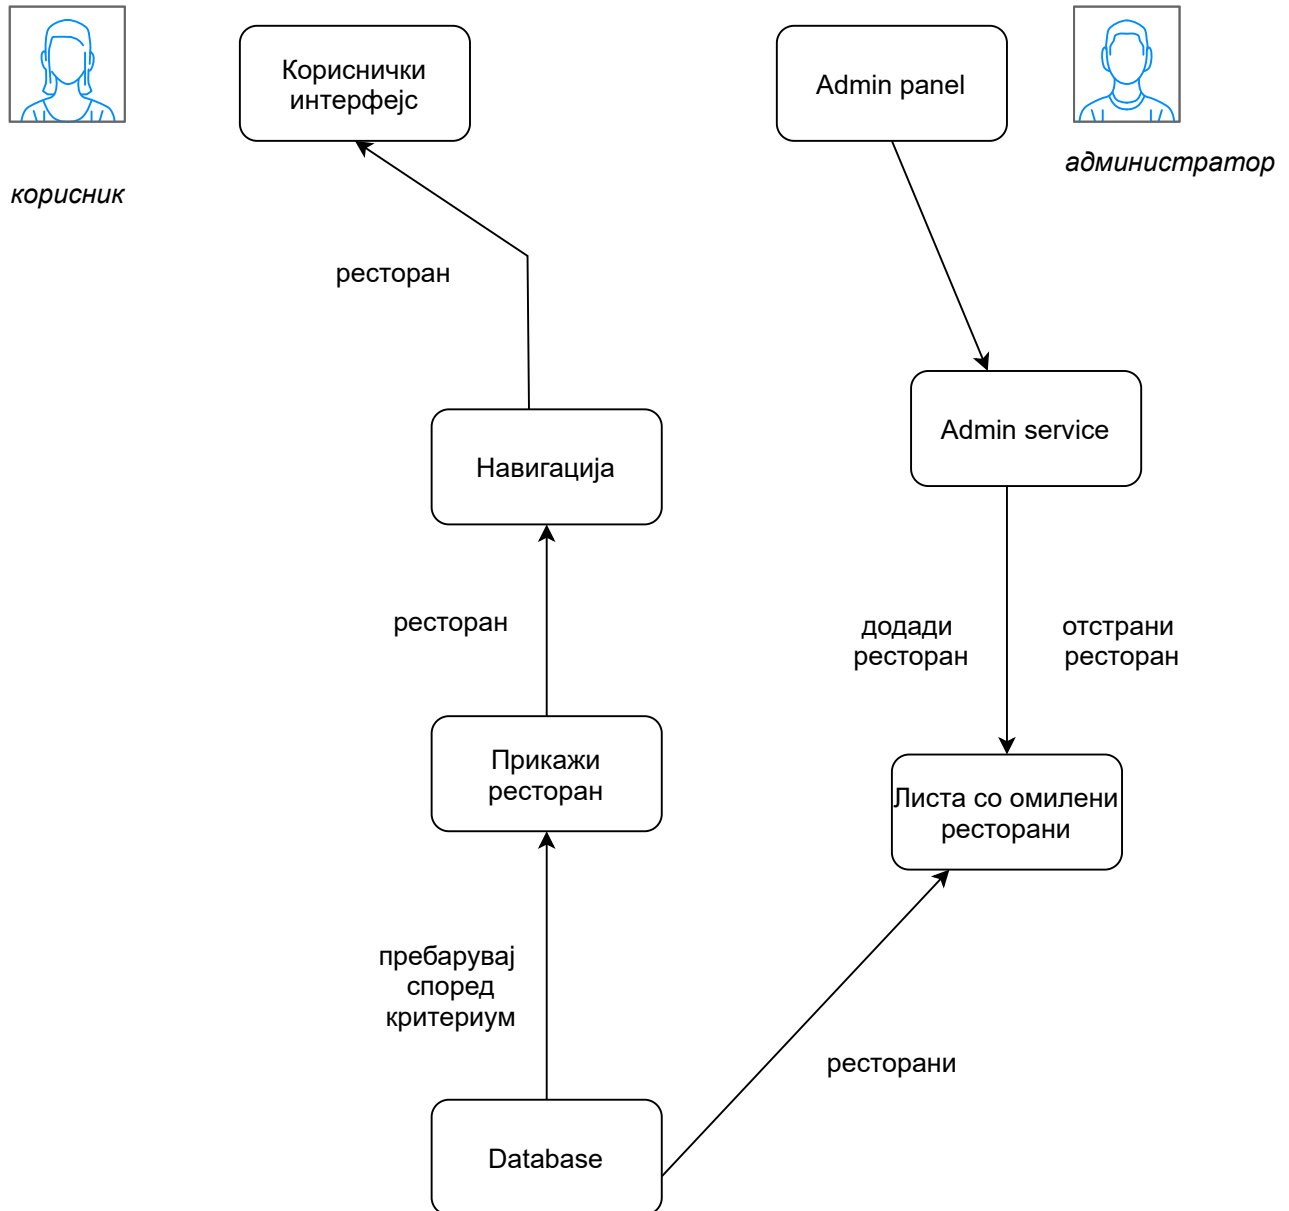 Кориснички
интерфејс
Admin panel
корисник
администратор
ресторан
Admin service
Навигација
ресторан
додади
ресторан
отстрани
ресторан
Прикажи
ресторан
Листа со омилени
ресторани
пребарувај
според
критериум
ресторани
Database